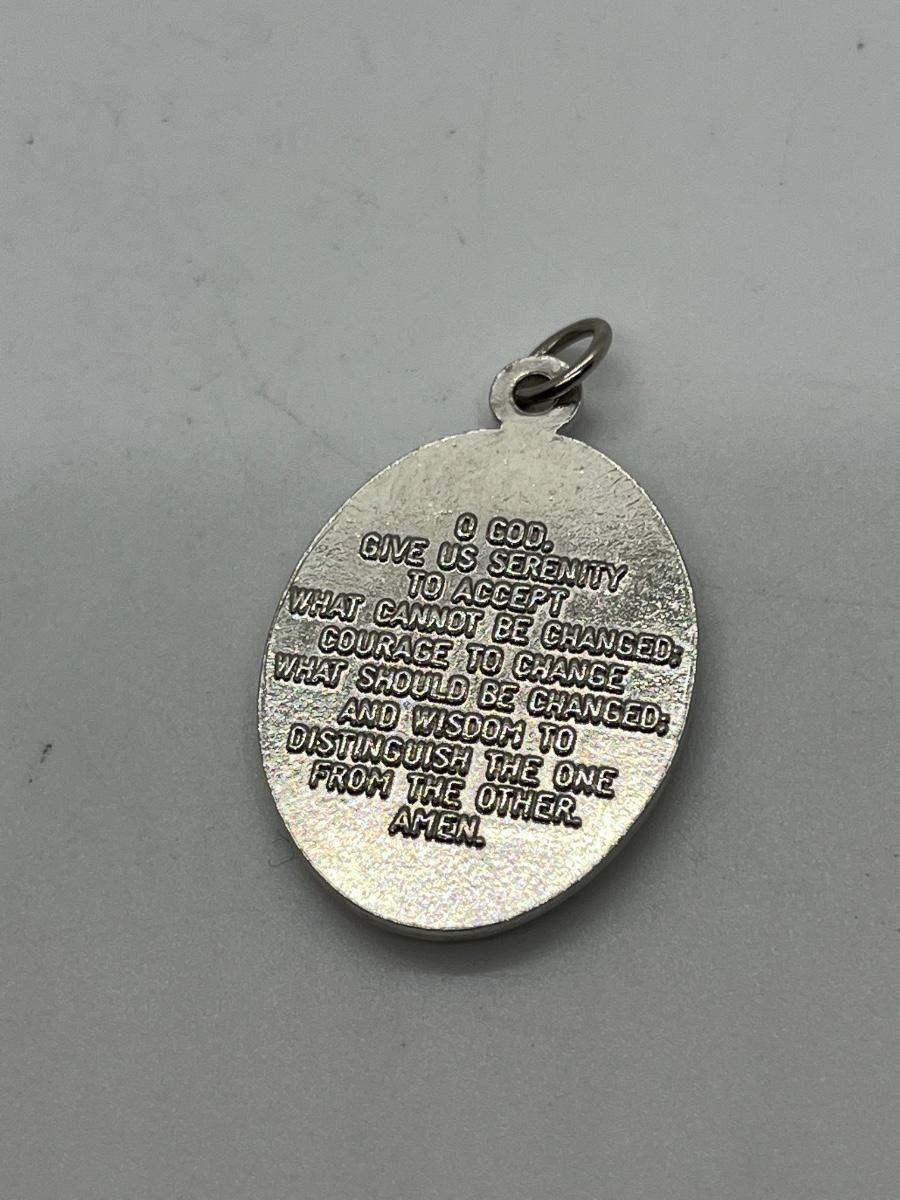 O GOD,
GIVE US SERENITY
TO ACCEPT
WHAT CANNOT BE CHANGED;
COURAGE TO CHANGE
WHAT SHOULD BE CHANGED;
AND WISDOM TO
DISTINGUISH THE ONE
FROM THE OTHER.
AMEN.